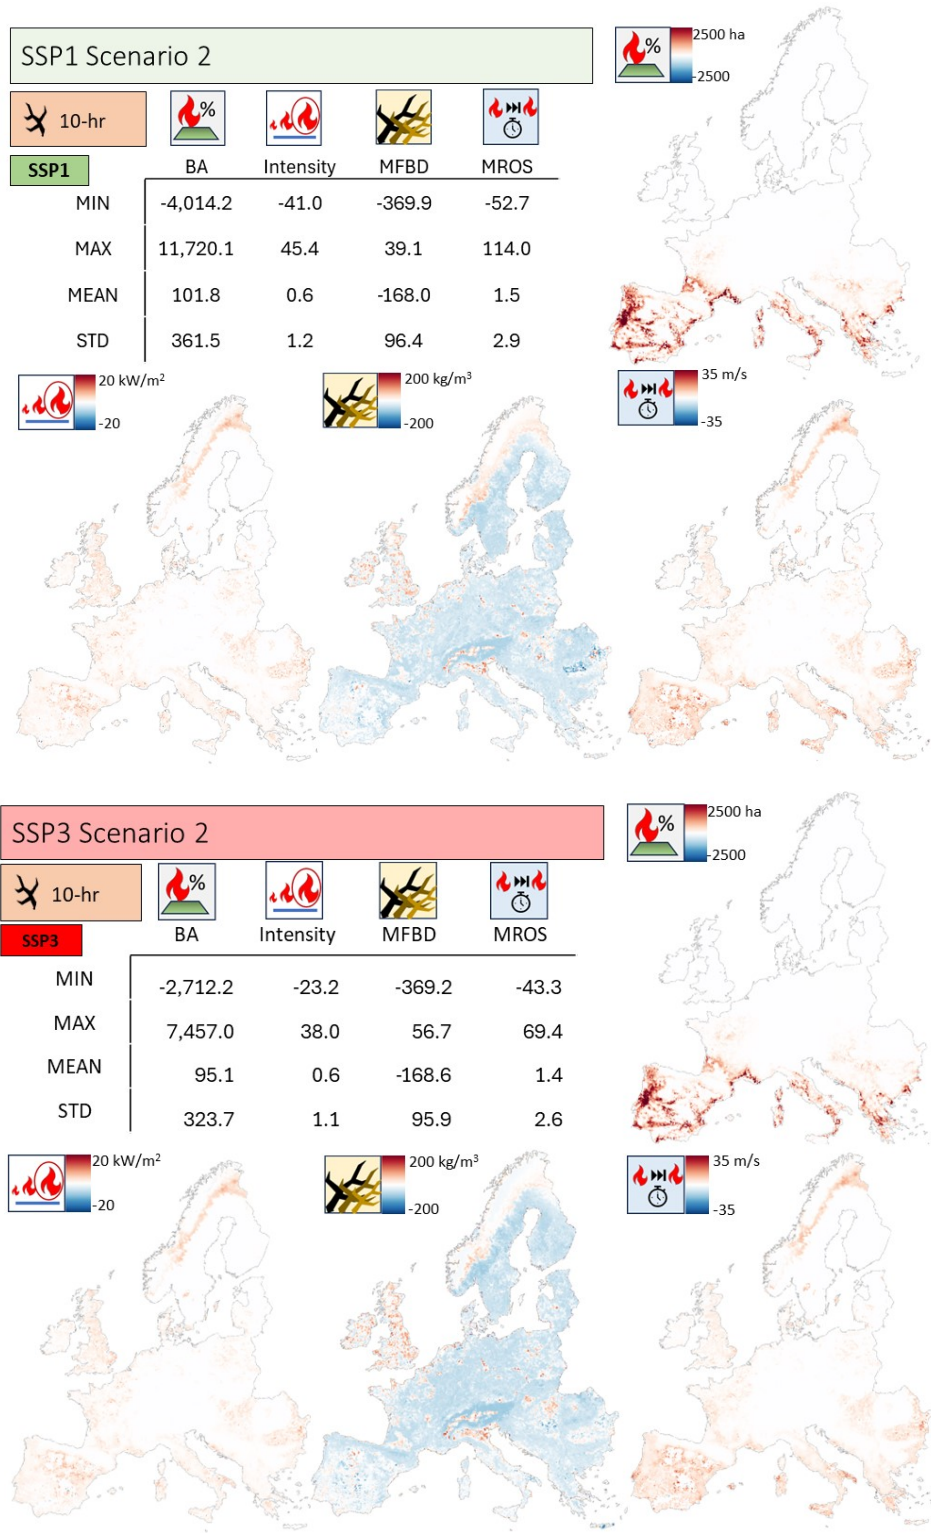 SSP1 Scenario 2
% 2500 ha
-2500
10-hr %
SSP1 BA Intensity MFBD MROS
MIN -4,014.2 -41.0 -369.9 -52.7
MAX 11,720.1 45.4 39.1 114.0
MEAN 101.8 0.6 -168.0 1.5
STD 361.5 1.2 96.4 2.9
20 kW/m²
-20
200 kg/m³
-200
35 m/s
-35
SSP3 Scenario 2
% 2500 ha
-2500
10-hr %
SSP3 BA Intensity MFBD MROS
MIN -2,712.2 -23.2 -369.2 -43.3
MAX 7,457.0 38.0 56.7 69.4
MEAN 95.1 0.6 -168.6 1.4
STD 323.7 1.1 95.9 2.6
20 kW/m²
-20
200 kg/m³
-200
35 m/s
-35